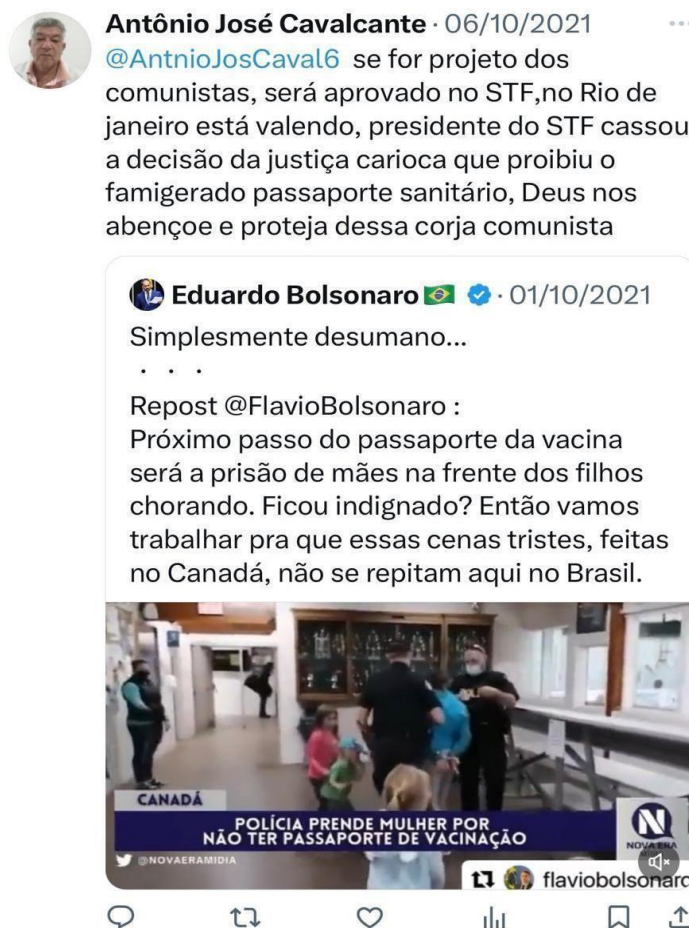 Antônio José Cavalcante · 06/10/2021
@AntnioJosCaval6 se for projeto dos
comunistas, será aprovado no STF,no Rio de
janeiro está valendo, presidente do STF cassou
a decisão da justiça carioca que proibiu o
famigerado passaporte sanitário, Deus nos
abençoe e proteja dessa corja comunista
Eduardo Bolsonaro · 01/10/2021
Simplesmente desumano...
. . .
Repost @FlavioBolsonaro :
Próximo passo do passaporte da vacina
será a prisão de mães na frente dos filhos
chorando. Ficou indignado? Então vamos
trabalhar pra que essas cenas tristes, feitas
no Canadá, não se repitam aqui no Brasil.
CANADÁ
POLÍCIA PRENDE MULHER POR
NÃO TER PASSAPORTE DE VACINAÇÃO
@NOVAERAMIDIA
N
NOVA ERA
flaviobolsonaro